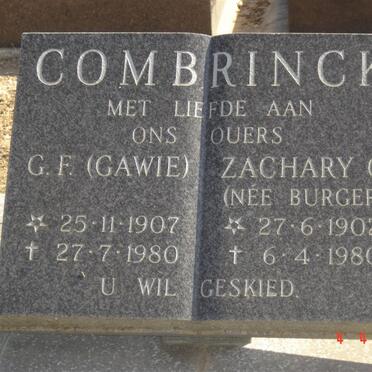 COMBRINCK
MET LIEFDE AAN
ONS OUERS
G.F. (GAWIE) ZACHARY
(NÉE BURGER
25·11·1907 27·6·1902
27·7·1980 6·4·1980
U WIL GESKIED.